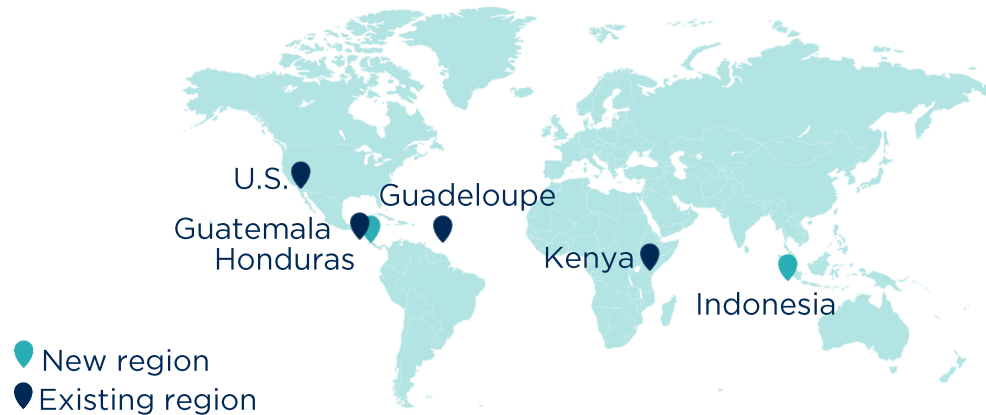 U.S.
Guadeloupe
Guatemala
Honduras
Kenya
Indonesia
New region
Existing region